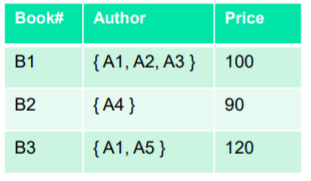 Book# Author Price
B1 { A1, A2, A3 } 100
B2 { A4 } 90
B3 { A1, A5 } 120